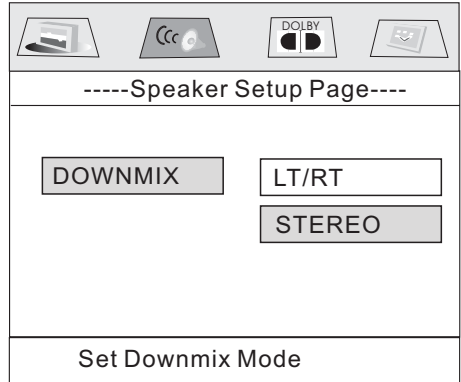 DOLBY
-----Speaker Setup Page----
DOWNMIX
LT/RT
STEREO
Set Downmix Mode